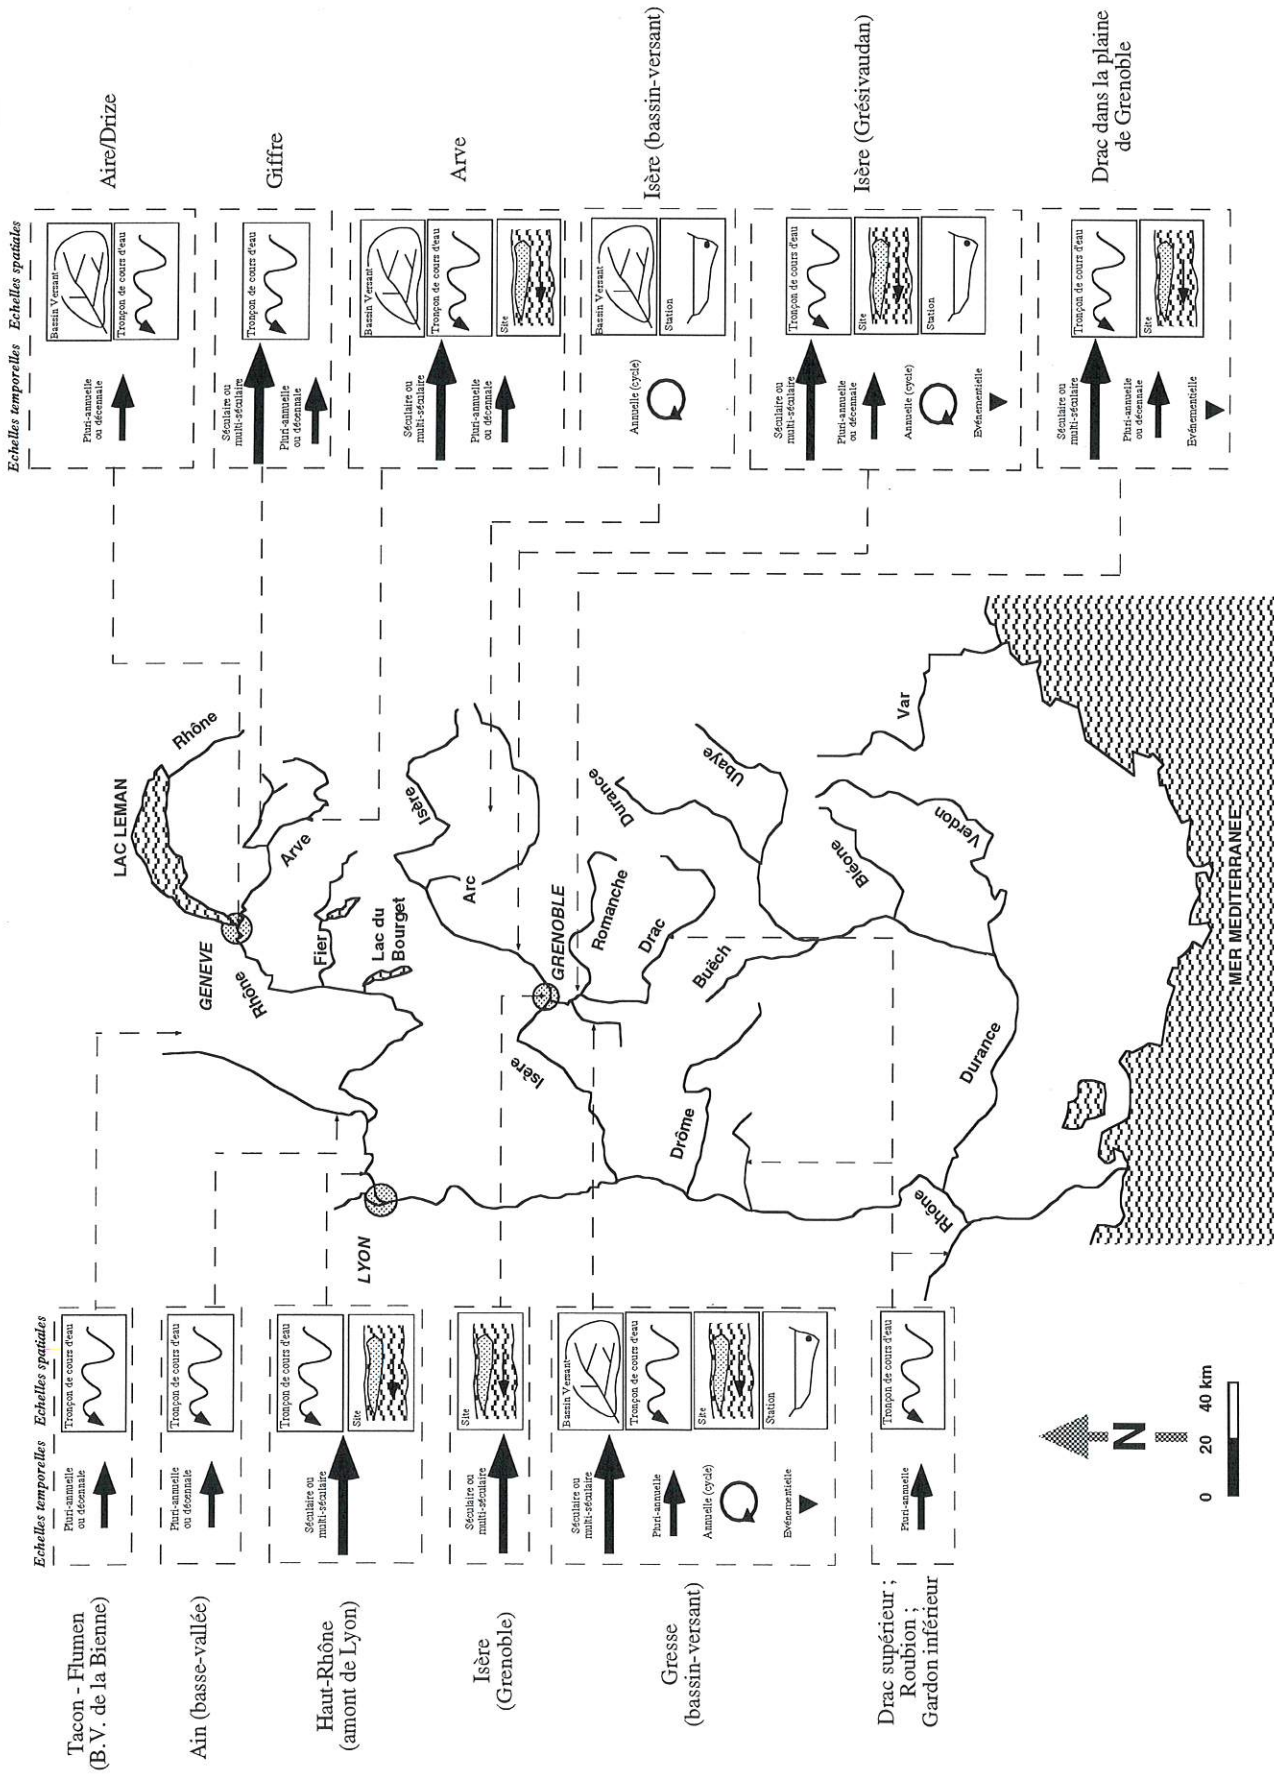 Echelles temporelles Echelles spatiales
Tacon - Flumen
(B.V. de la Bienne)
Pluri-annuelle
ou décennale
Tronçon de cours d'eau
Ain (basse-vallée)
Pluri-annuelle
ou décennale
Tronçon de cours d'eau
Haut-Rhône
(amont de Lyon)
Séculaire ou
multi-séculaire
Tronçon de cours d'eau
Site
Isère
(Grenoble)
Séculaire ou
multi-séculaire
Site
Gresse
(bassin-versant)
Séculaire ou
multi-séculaire
Pluri-annuelle
Annuelle (cycle)
Evénementielle
Bassin Versant
Tronçon de cours d'eau
Site
Station
Drac supérieur ;
Roubion ;
Gardon inférieur
Pluri-annuelle
Tronçon de cours d'eau
LAC LEMAN
Rhône
GENEVE
Rhône
Arve
Fier
Lac du
Bourget
LYON
Isère
Arc
GRENOBLE
Isère
Romanche
Drac
Durance
Ubaye
Buëch
Drôme
Bléone
Verdon
Var
Durance
Rhône
MER MEDITERRANEE
N
0 20 40 km
Echelles temporelles Echelles spatiales
Pluri-annuelle
ou décennale
Bassin Versant
Tronçon de cours d'eau
Aire/Drize
Séculaire ou
multi-séculaire
Pluri-annuelle
ou décennale
Tronçon de cours d'eau
Giffre
Séculaire ou
multi-séculaire
Pluri-annuelle
ou décennale
Bassin Versant
Tronçon de cours d'eau
Site
Arve
Annuelle (cycle)
Bassin Versant
Station
Isère (bassin-versant)
Séculaire ou
multi-séculaire
Pluri-annuelle
ou décennale
Annuelle (cycle)
Evénementielle
Tronçon de cours d'eau
Site
Station
Isère (Grésivaudan)
Séculaire ou
multi-séculaire
Pluri-annuelle
ou décennale
Evénementielle
Tronçon de cours d'eau
Site
Drac dans la plaine
de Grenoble